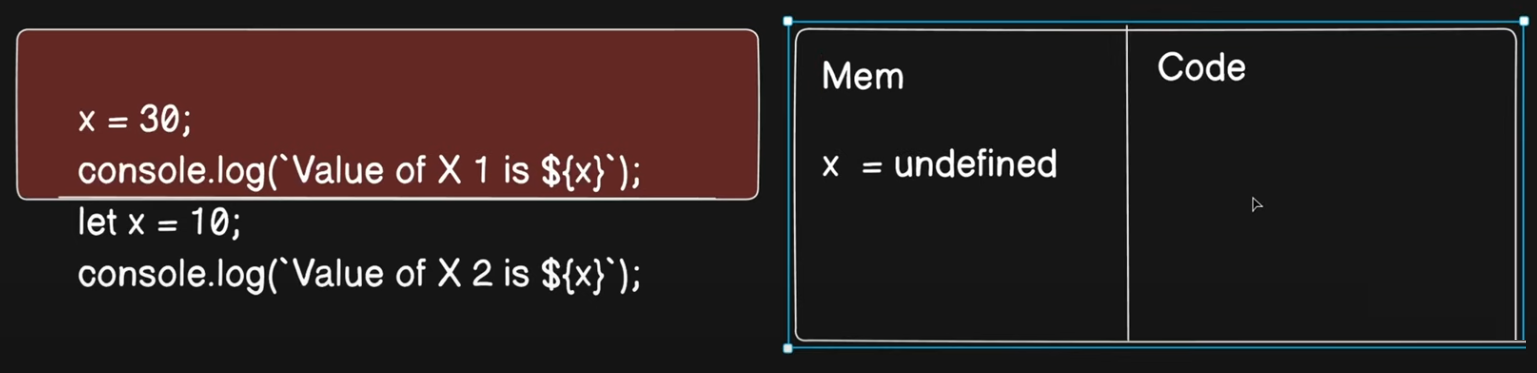 x = 30;
console.log(`Value of X 1 is ${x}`);
let x = 10;
console.log(`Value of X 2 is ${x}`);
Mem
x = undefined
Code